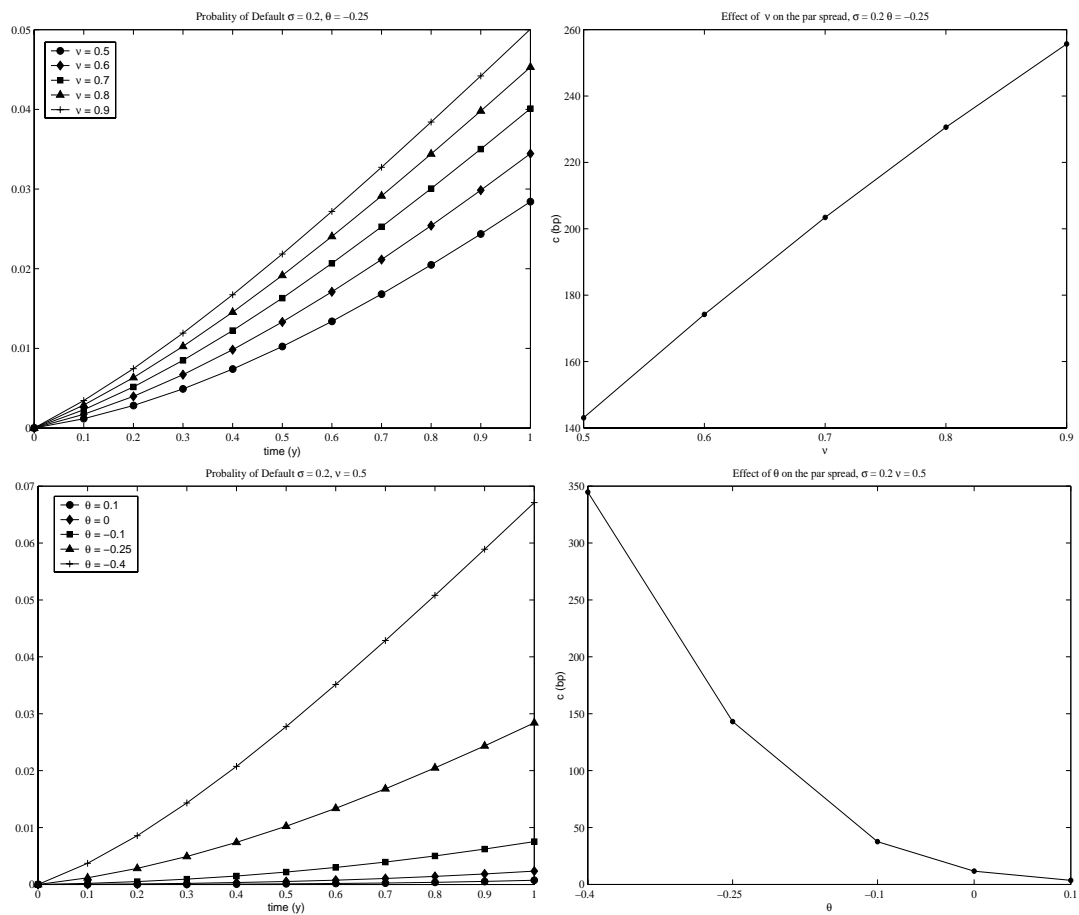 Probality of Default σ = 0.2, θ = −0.25
0.05
0.04
0.03
0.02
0.01
0
ν = 0.5
ν = 0.6
ν = 0.7
ν = 0.8
ν = 0.9
0 0.1 0.2 0.3 0.4 0.5 0.6 0.7 0.8 0.9 1
time (y)
Effect of ν on the par spread, σ = 0.2 θ = −0.25
260
240
220
200
180
160
140
c (bp)
0.5 0.6 0.7 0.8 0.9
ν
Probality of Default σ = 0.2, ν = 0.5
0.07
0.06
0.05
0.04
0.03
0.02
0.01
0
θ = 0.1
θ = 0
θ = −0.1
θ = −0.25
θ = −0.4
0 0.1 0.2 0.3 0.4 0.5 0.6 0.7 0.8 0.9 1
time (y)
Effect of θ on the par spread, σ = 0.2 ν = 0.5
350
300
250
200
150
100
50
0
c (bp)
−0.4 −0.25 −0.1 0 0.1
θ